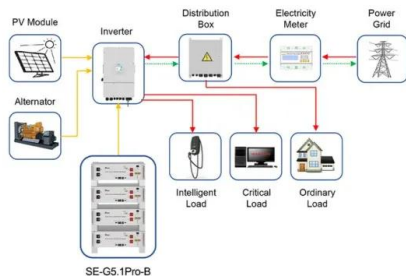 PV Module
Inverter
Distribution
Box
Electricity
Meter
Power
Grid
Alternator
Intelligent
Load
Critical
Load
Ordinary
Load
SE-G5.1Pro-B